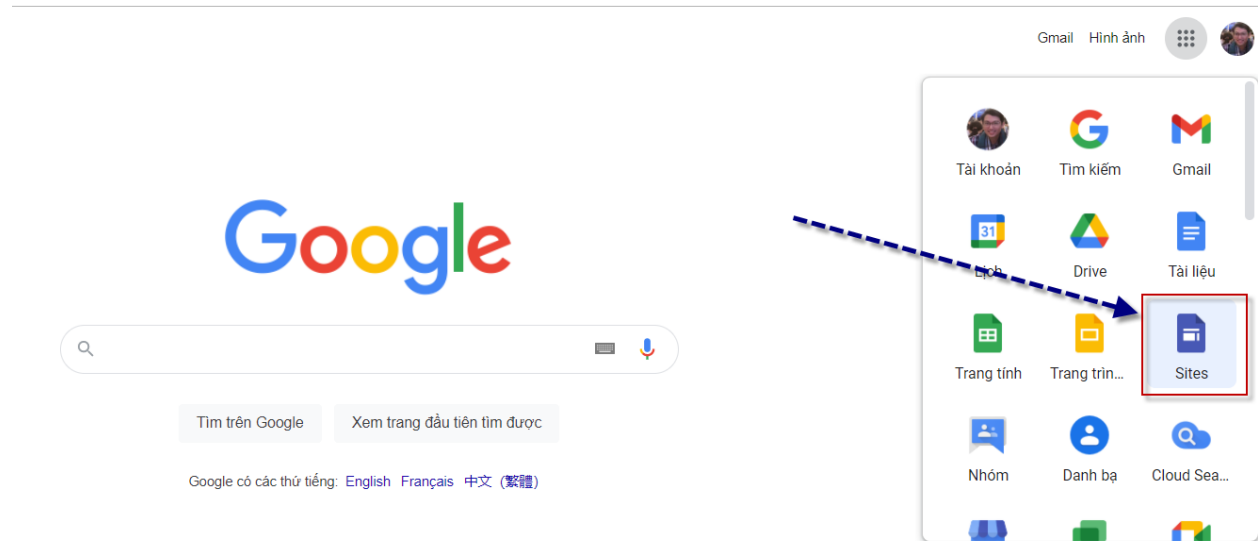 Gmail Hình ảnh
Tài khoản Tìm kiếm Gmail
Google
31
Lịch Drive Tài liệu
Trang tính Trang trìn... Sites
Tìm trên Google Xem trang đầu tiên tìm được
Google có các thứ tiếng: English Français 中文 (繁體)
Nhóm Danh bạ Cloud Sea...